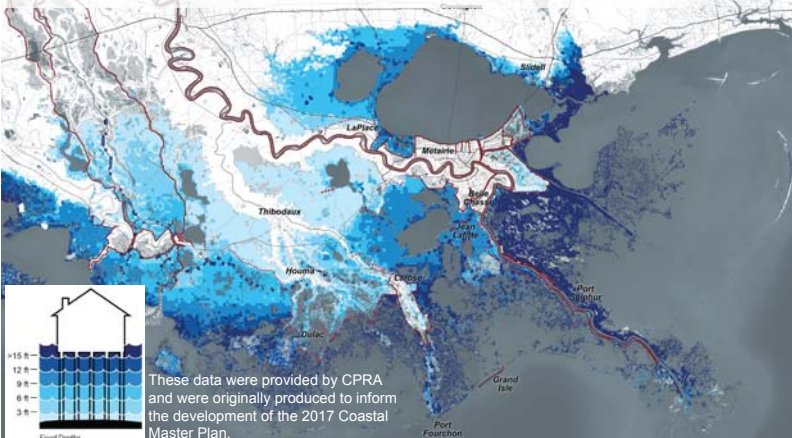 Covington
Slidell
LaPlace
Metairie
Belle
Chasse
Thibodaux
Jean
Lafitte
Houma
Larose
Port
Sulphur
Dulac
Grand
Isle
Port
Fourchon
>15 ft
12 ft
9 ft
6 ft
3 ft
Flood Depths
These data were provided by CPRA
and were originally produced to inform
the development of the 2017 Coastal
Master Plan.